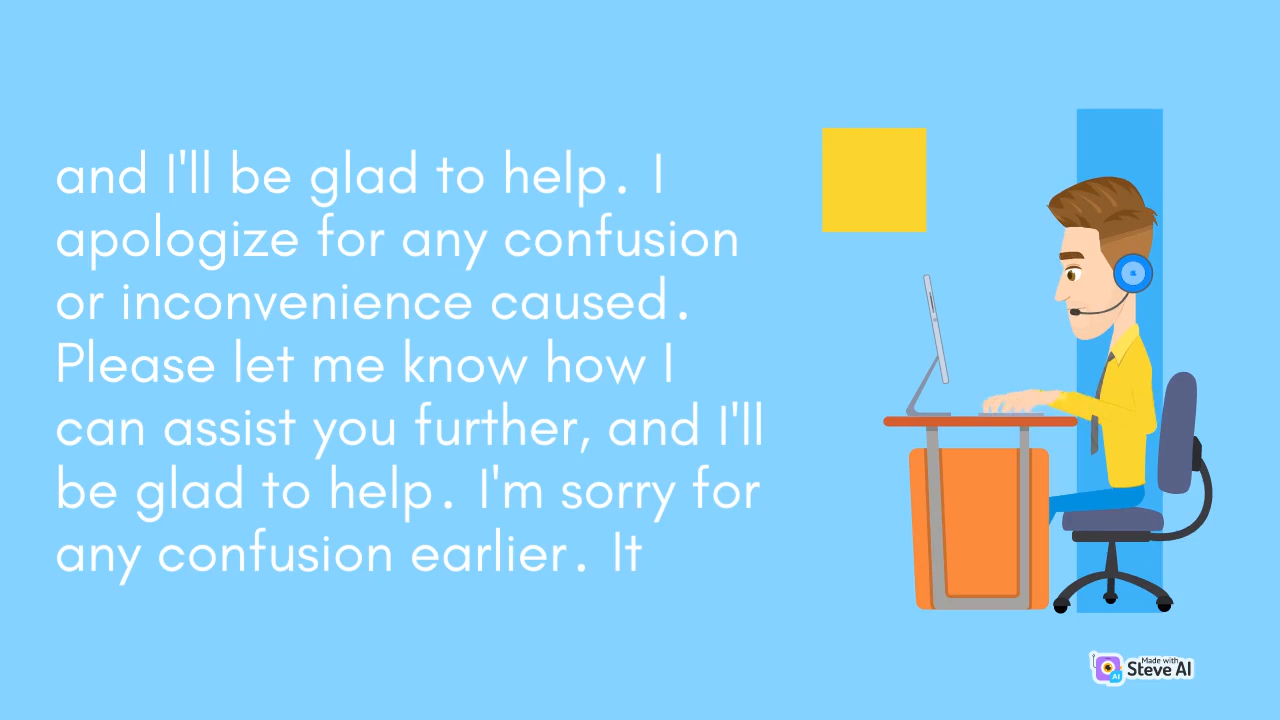 and I'll be glad to help. I
apologize for any confusion
or inconvenience caused.
Please let me know how I
can assist you further, and I'll
be glad to help. I'm sorry for
any confusion earlier. It
Made with
Steve AI
AI